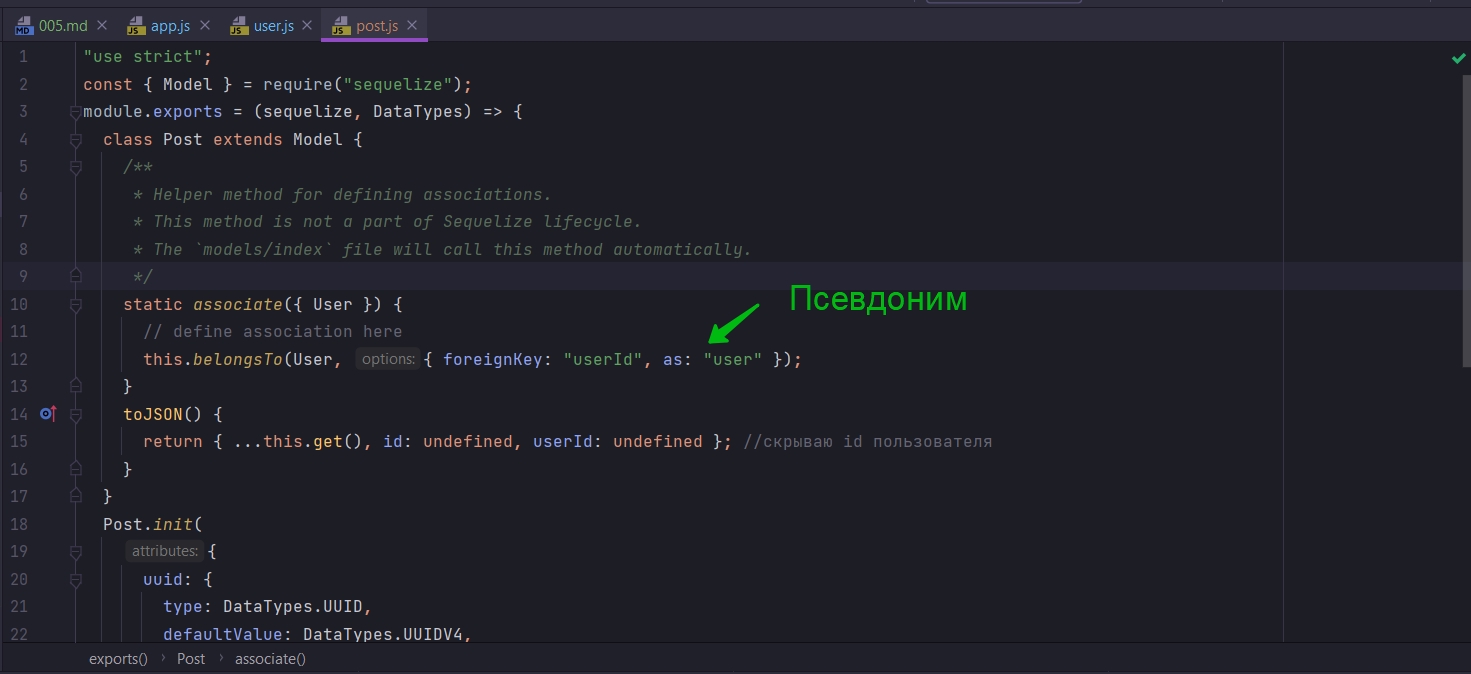 005.md app.js user.js post.js
1 "use strict";
2 const { Model } = require("sequelize");
3 module.exports = (sequelize, DataTypes) => {
4 class Post extends Model {
5 /**
6 * Helper method for defining associations.
7 * This method is not a part of Sequelize lifecycle.
8 * The `models/index` file will call this method automatically.
9 */
Псевдоним
10 static associate({ User }) {
11 // define association here
12 this.belongsTo(User, options: { foreignKey: "userId", as: "user" });
13 }
14 toJSON() {
15 return { ...this.get(), id: undefined, userId: undefined }; //скрываю id пользователя
16 }
17 }
18 Post.init(
19 attributes: {
20 uuid: {
21 type: DataTypes.UUID,
22 defaultValue: DataTypes.UUIDV4,
exports() › Post › associate()